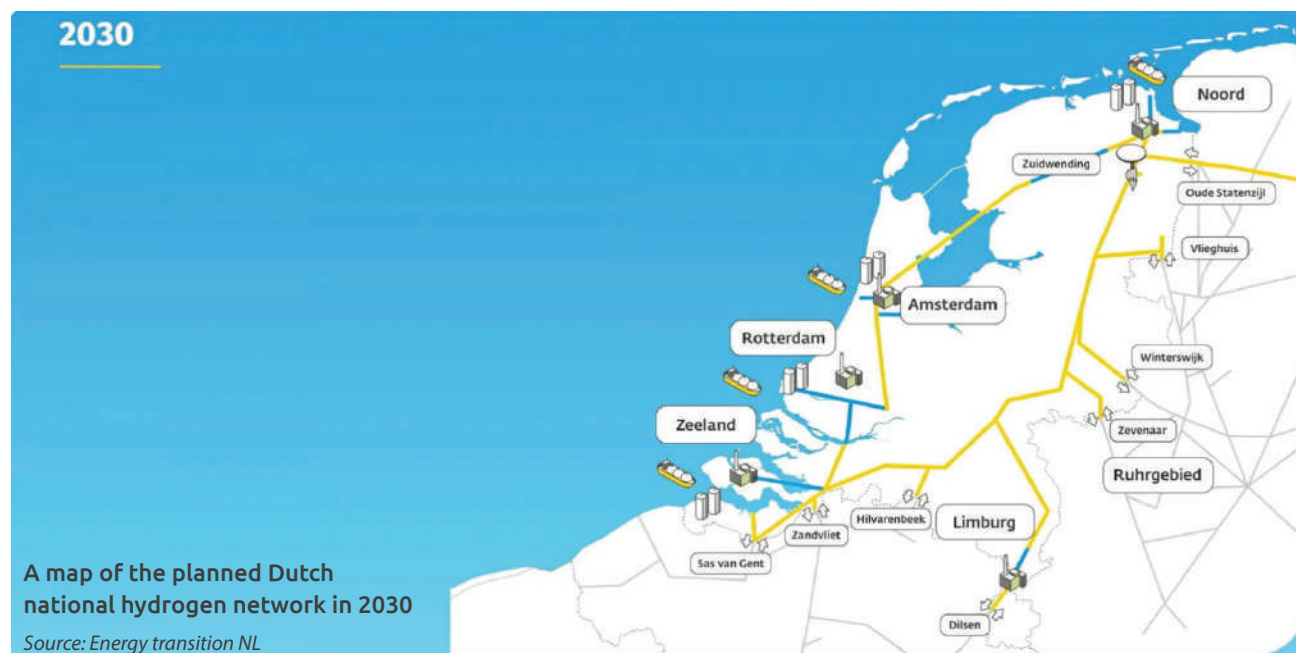 2030
Noord
Zuidwending
Oude Statenzijl
Vlieghuis
Amsterdam
Rotterdam
Winterswijk
Zeeland
Zevenaar
Ruhrgebied
Hilvarenbeek
Limburg
Zandvliet
Sas van Gent
Dilsen
A map of the planned Dutch
national hydrogen network in 2030
Source: Energy transition NL